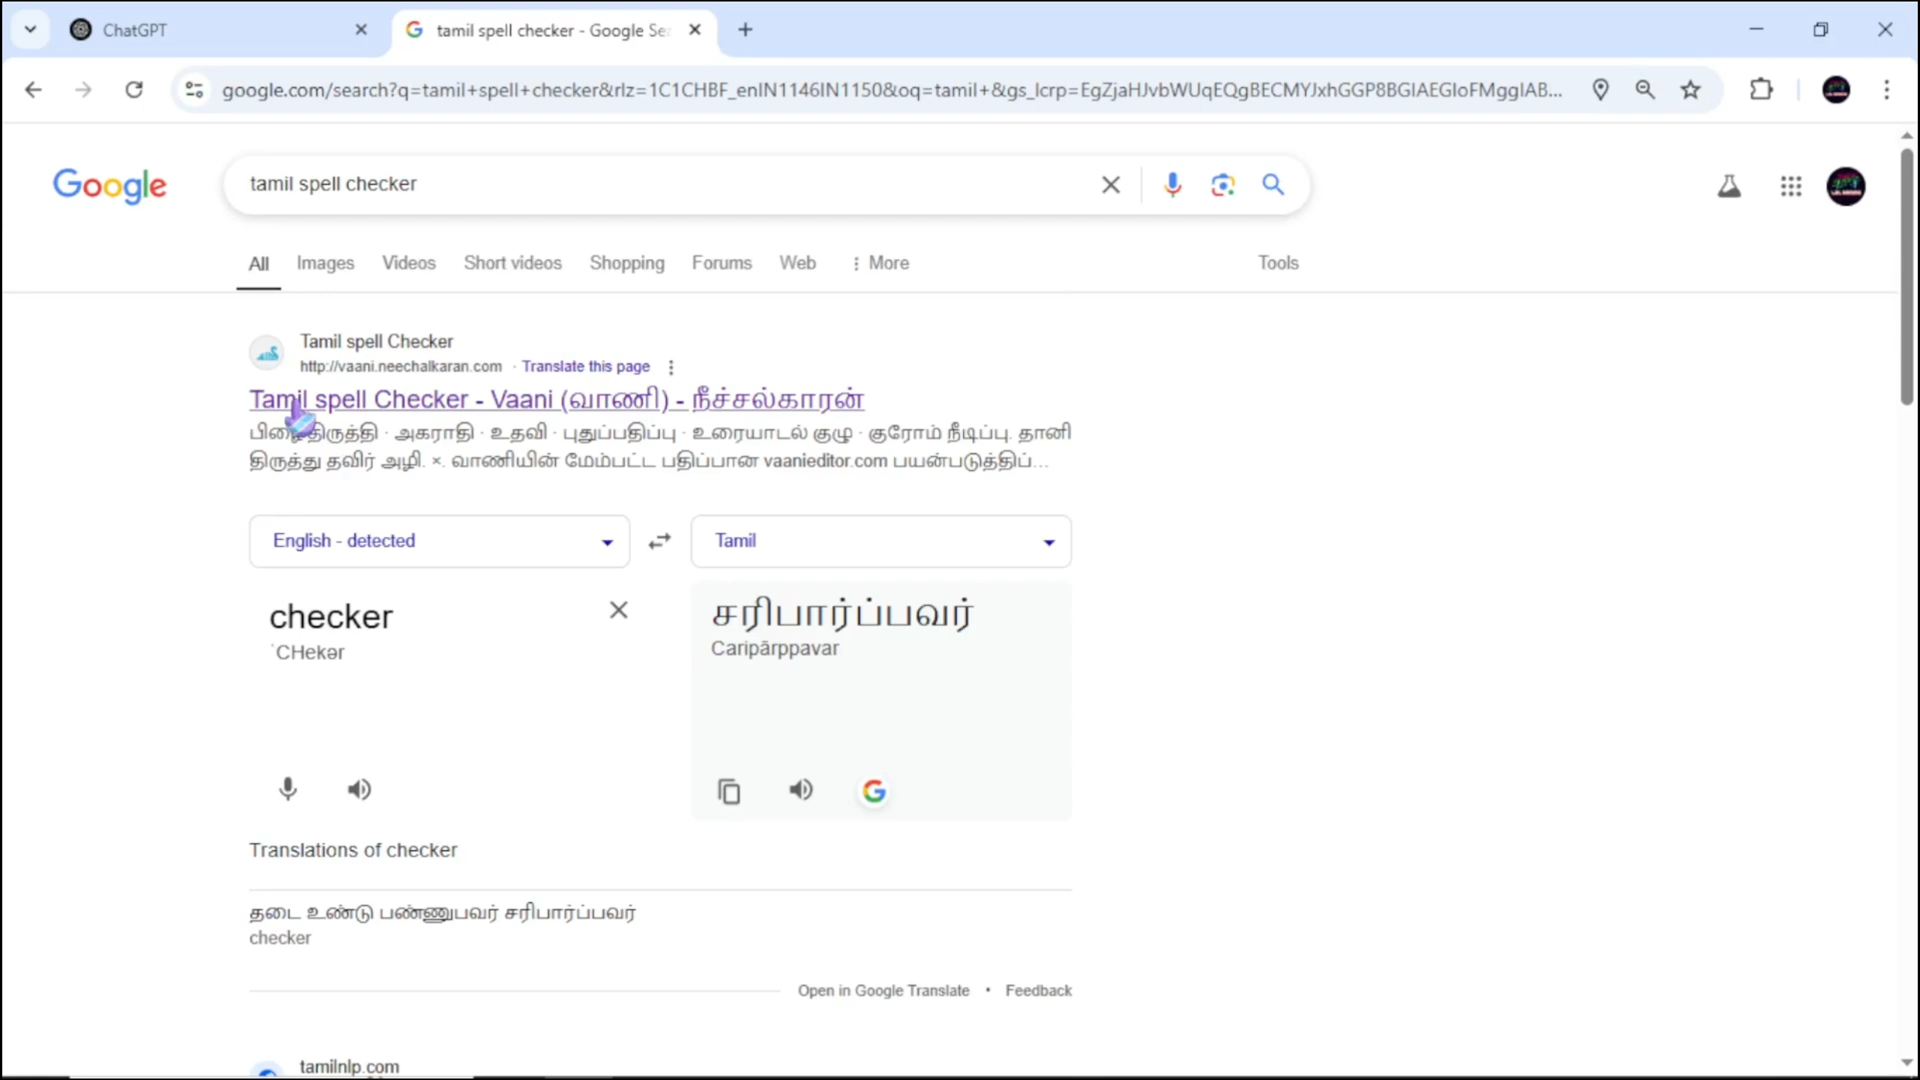 ChatGPT
tamil spell checker - Google Se
google.com/search?q=tamil+spell+checker&rlz=1C1CHBF_enIN1146IN1150&oq=tamil+&gs_lcrp=EgZjaHJvbWUqEQgBECMYJxhGGP8BGIAEGIoFMggIAB...
Google
tamil spell checker
All Images Videos Short videos Shopping Forums Web More Tools
Tamil spell Checker
http://vaani.neechalkaran.com · Translate this page
Tamil spell Checker - Vaani (வாணி) - நீச்சல்காரன்
பிழைதிருத்தி · அகராதி · உதவி · புதுப்பதிப்பு · உரையாடல் குழு · குரோம் நீடிப்பு. தானி
திருத்து தவிர் அழி. ×. வாணியின் மேம்பட்ட பதிப்பான vaanieditor.com பயன்படுத்திப்...
English - detected Tamil
checker சரிபார்ப்பவர்
ˈCHekər Caripārppavar
Translations of checker
தடை உண்டு பண்ணுபவர் சரிபார்ப்பவர்
checker
Open in Google Translate • Feedback
tamilnlp.com